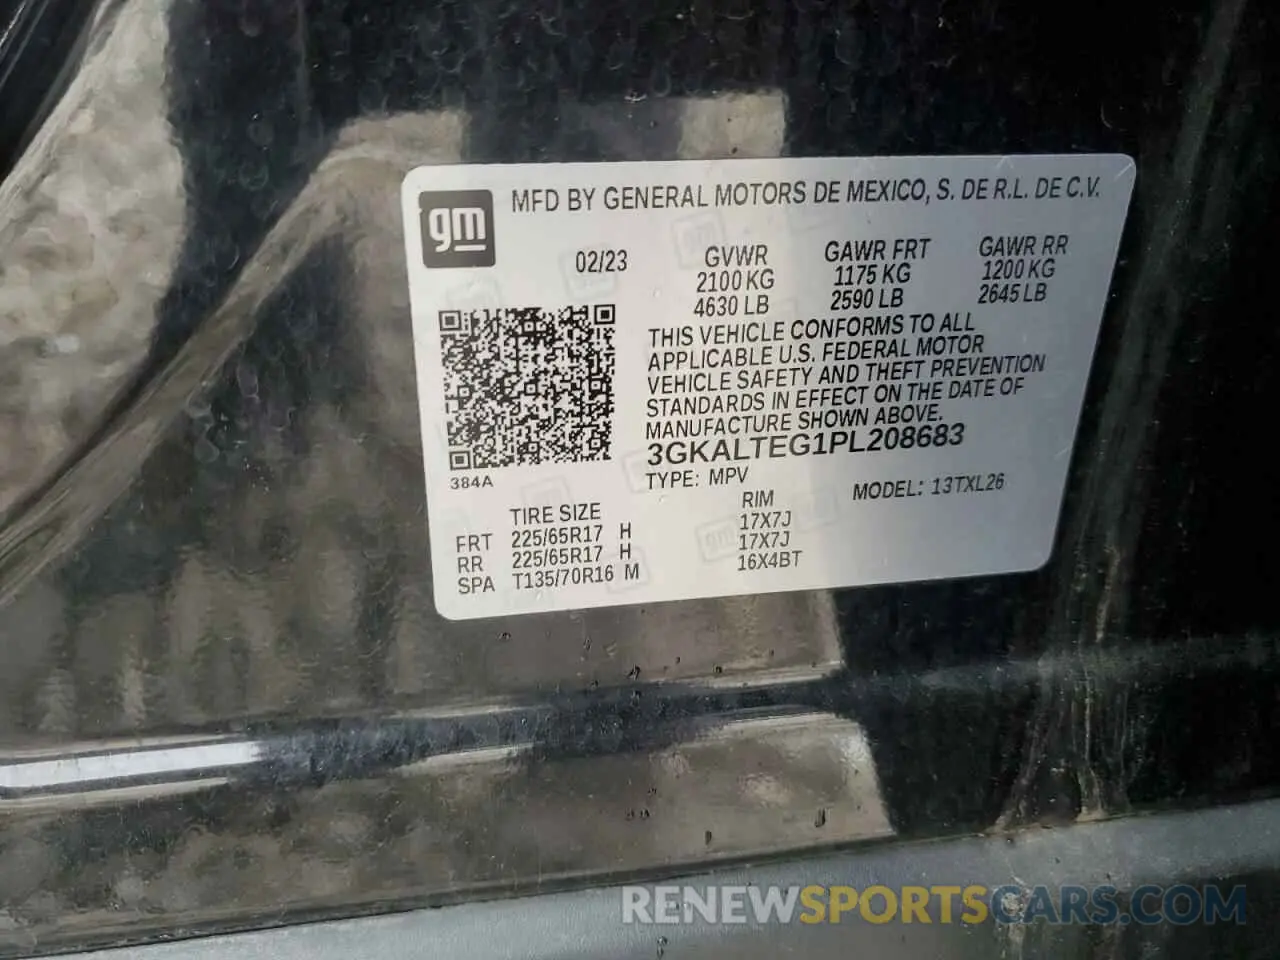 gm
MFD BY GENERAL MOTORS DE MEXICO, S. DE R.L. DE C.V.
02/23
GVWR GAWR FRT GAWR RR
2100 KG 1175 KG 1200 KG
4630 LB 2590 LB 2645 LB
THIS VEHICLE CONFORMS TO ALL
APPLICABLE U.S. FEDERAL MOTOR
VEHICLE SAFETY AND THEFT PREVENTION
STANDARDS IN EFFECT ON THE DATE OF
MANUFACTURE SHOWN ABOVE.
3GKALTEG1PL208683
384A
TYPE: MPV MODEL: 13TXL26
TIRE SIZE RIM
FRT 225/65R17 H 17X7J
RR 225/65R17 H 17X7J
SPA T135/70R16 M 16X4BT
RENEWSPORTSCARS.COM